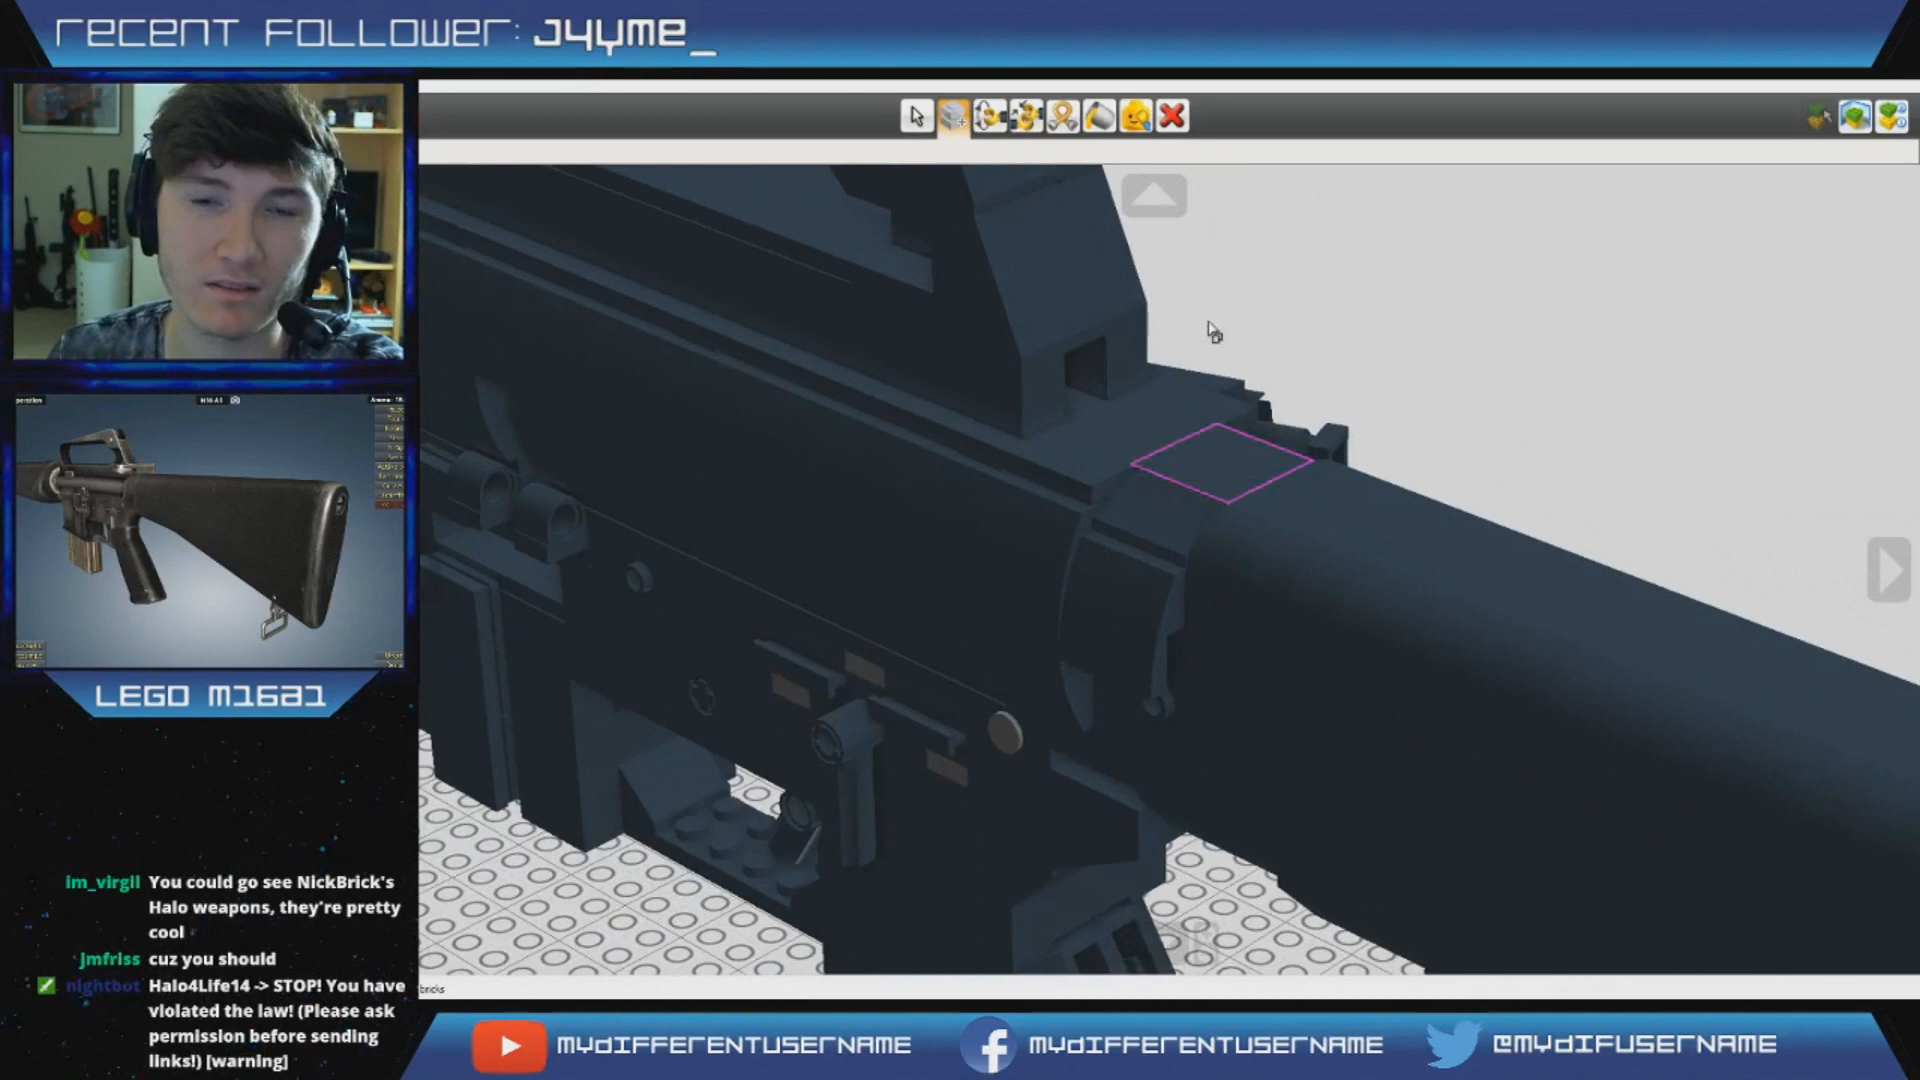 RECENT FOLLOWER: J4YME_
M16A1
LEGO M16A1
im_virgil You could go see NickBrick's
Halo weapons, they're pretty
cool
Jmfriss cuz you should
nightbot Halo4Life14 -> STOP! You have
violated the law! (Please ask
permission before sending
links!) [warning]
bricks
MYDIFFERENTUSERNAME
MYDIFFERENTUSERNAME
@MYDIFUSERNAME